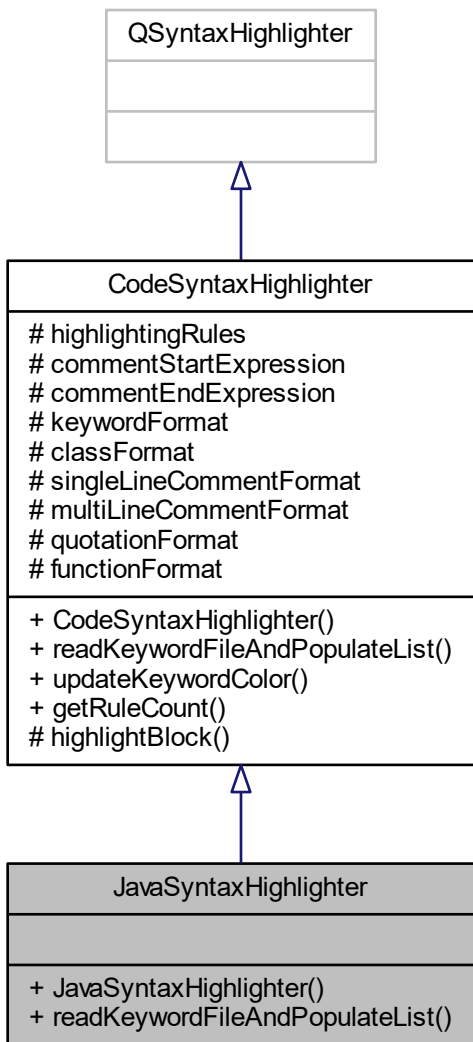 QSyntaxHighlighter
CodeSyntaxHighlighter
# highlightingRules
# commentStartExpression
# commentEndExpression
# keywordFormat
# classFormat
# singleLineCommentFormat
# multiLineCommentFormat
# quotationFormat
# functionFormat
+ CodeSyntaxHighlighter()
+ readKeywordFileAndPopulateList()
+ updateKeywordColor()
+ getRuleCount()
# highlightBlock()
JavaSyntaxHighlighter
+ JavaSyntaxHighlighter()
+ readKeywordFileAndPopulateList()